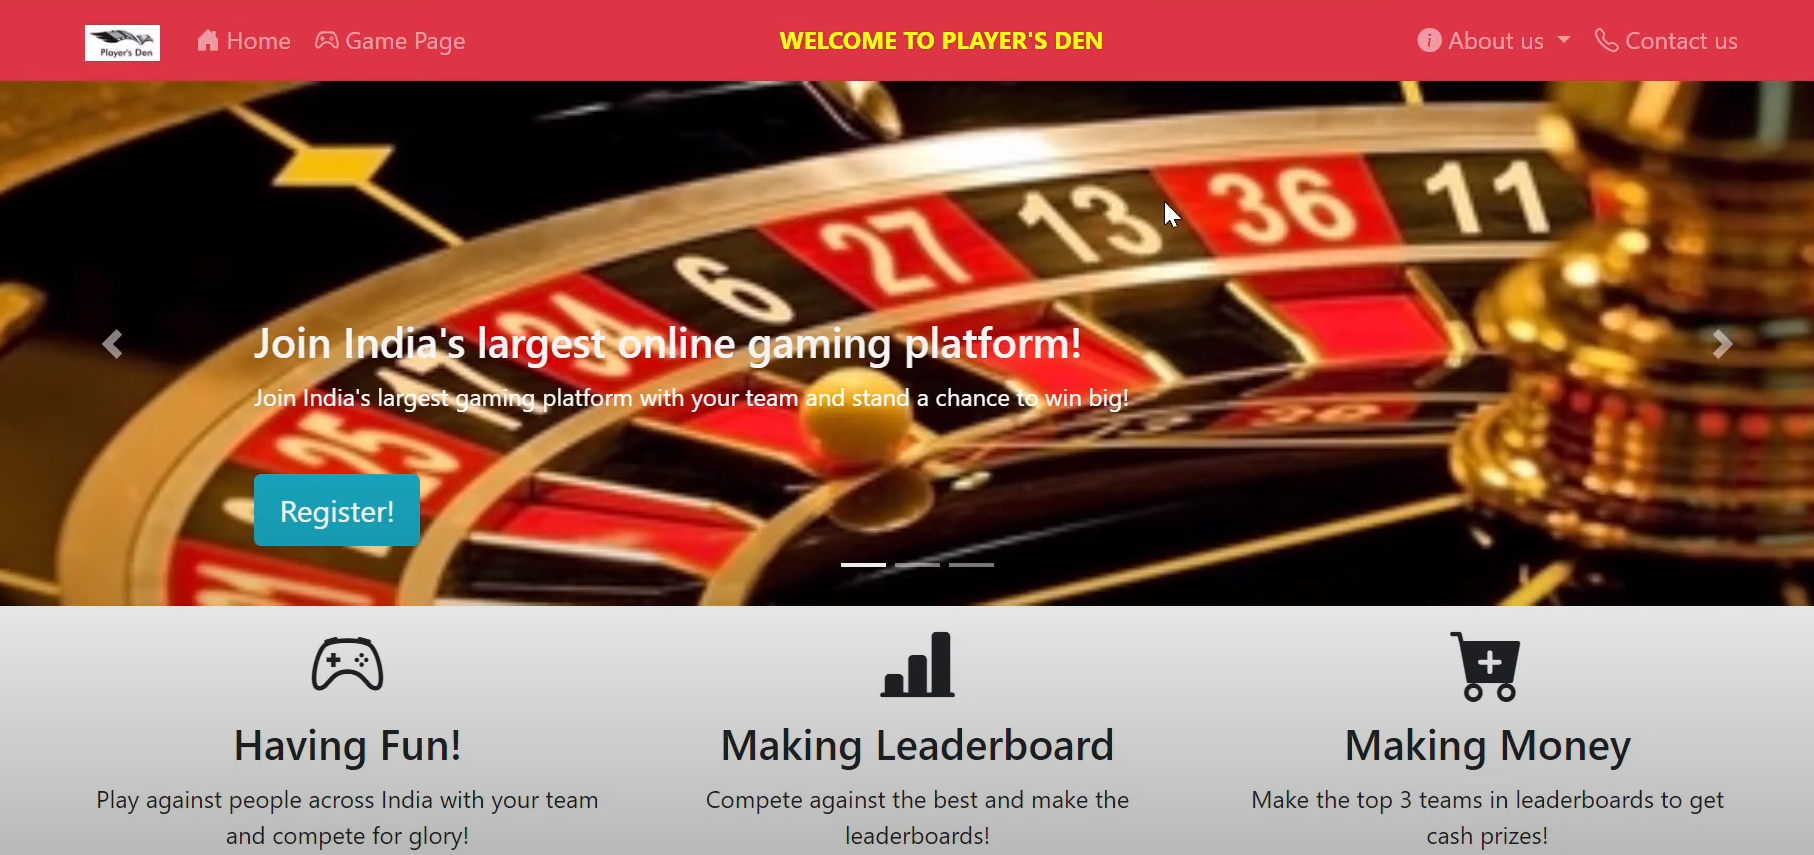 Player's Den
Home
Game Page
WELCOME TO PLAYER'S DEN
About us
Contact us
11
36
13
27
6
34
17
25
Join India's largest online gaming platform!
Join India's largest gaming platform with your team and stand a chance to win big!
Register!
Having Fun!
Play against people across India with your team
and compete for glory!
Making Leaderboard
Compete against the best and make the
leaderboards!
Making Money
Make the top 3 teams in leaderboards to get
cash prizes!